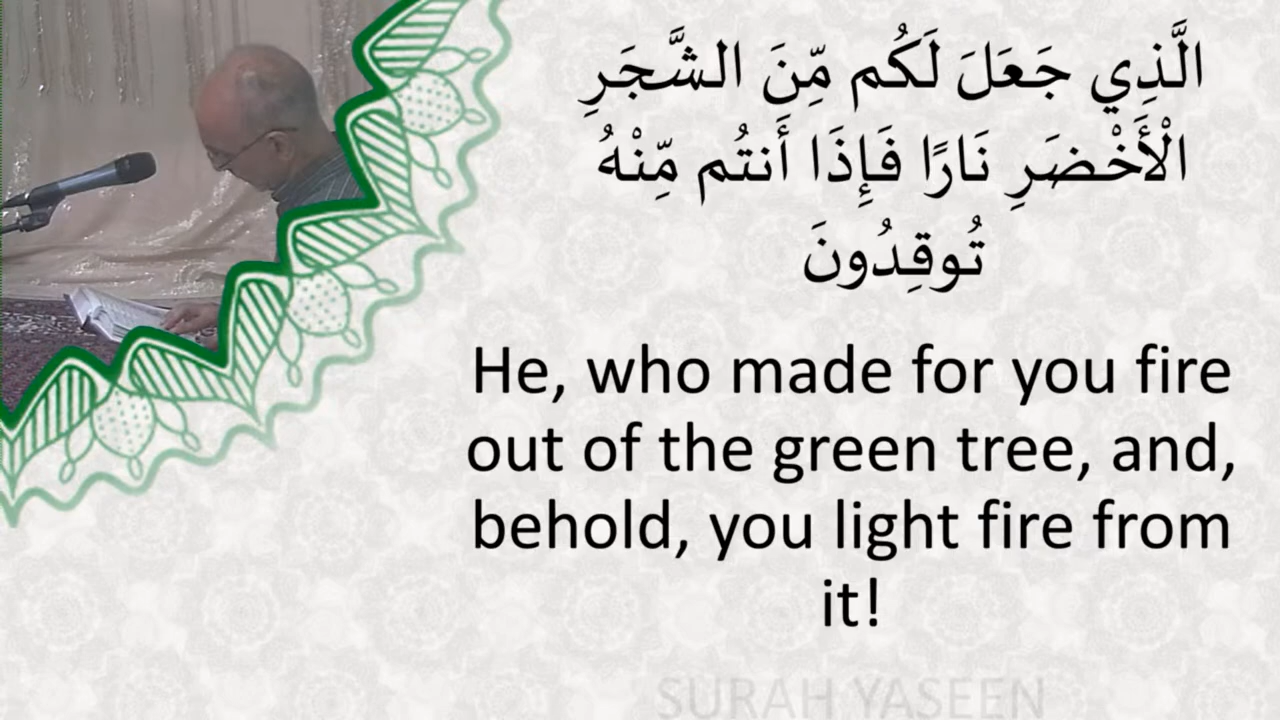 الَّذِي جَعَلَ لَكُم مِّنَ الشَّجَرِ
الْأَخْضَرِ نَارًا فَإِذَا أَنتُم مِّنْهُ
تُوقِدُونَ
He, who made for you fire
out of the green tree, and,
behold, you light fire from
it!
SURAH YASEEN